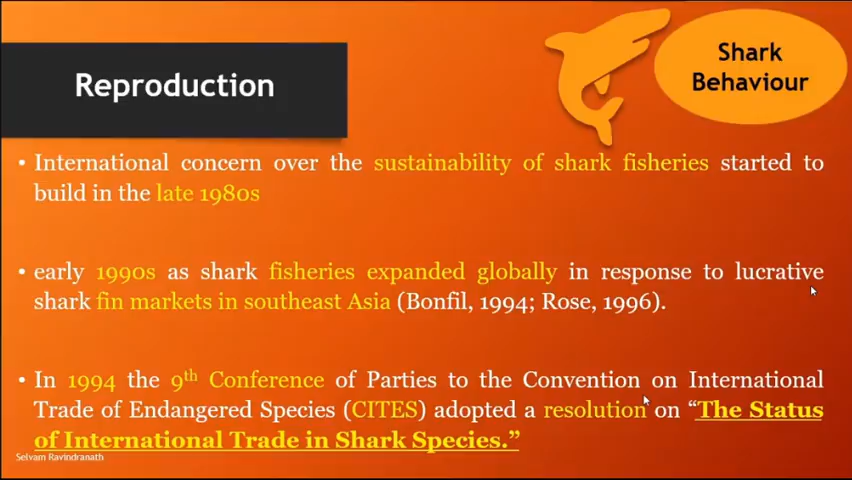 Reproduction
Shark
Behaviour
• International concern over the sustainability of shark fisheries started to
build in the late 1980s
• early 1990s as shark fisheries expanded globally in response to lucrative
shark fin markets in southeast Asia (Bonfil, 1994; Rose, 1996).
• In 1994 the 9th Conference of Parties to the Convention on International
Trade of Endangered Species (CITES) adopted a resolution on “The Status
of International Trade in Shark Species.”
Selvam Ravindranath